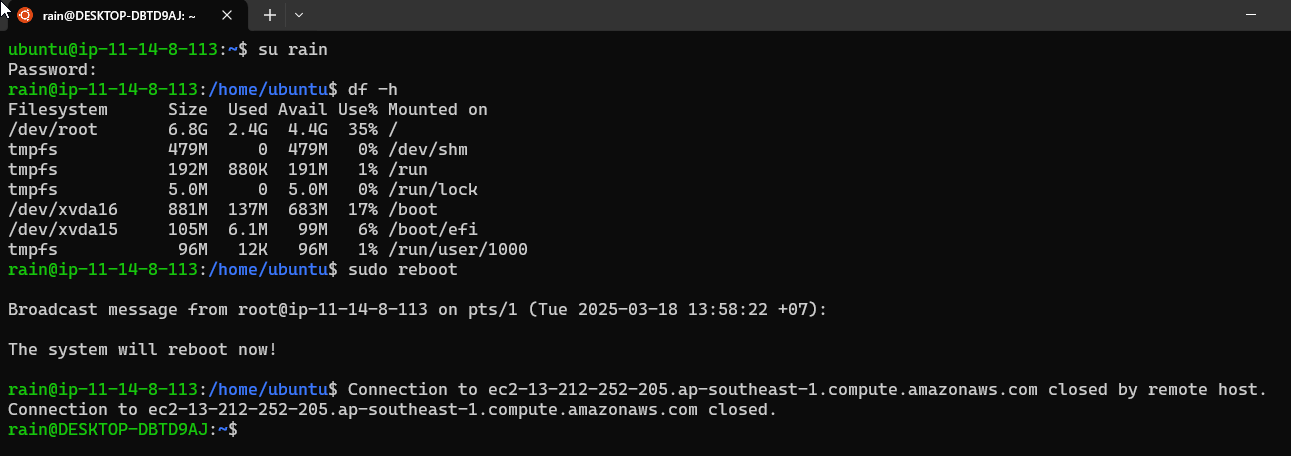 rain@DESKTOP-DBTD9AJ: ~
ubuntu@ip-11-14-8-113:~$ su rain
Password:
rain@ip-11-14-8-113:/home/ubuntu$ df -h
Filesystem      Size  Used Avail Use% Mounted on
/dev/root       6.8G  2.4G  4.4G  35% /
tmpfs           479M     0  479M   0% /dev/shm
tmpfs           192M  880K  191M   1% /run
tmpfs           5.0M     0  5.0M   0% /run/lock
/dev/xvda16     881M  137M  683M  17% /boot
/dev/xvda15     105M  6.1M   99M   6% /boot/efi
tmpfs            96M   12K   96M   1% /run/user/1000
rain@ip-11-14-8-113:/home/ubuntu$ sudo reboot
Broadcast message from root@ip-11-14-8-113 on pts/1 (Tue 2025-03-18 13:58:22 +07):
The system will reboot now!
rain@ip-11-14-8-113:/home/ubuntu$ Connection to ec2-13-212-252-205.ap-southeast-1.compute.amazonaws.com closed by remote host.
Connection to ec2-13-212-252-205.ap-southeast-1.compute.amazonaws.com closed.
rain@DESKTOP-DBTD9AJ:~$